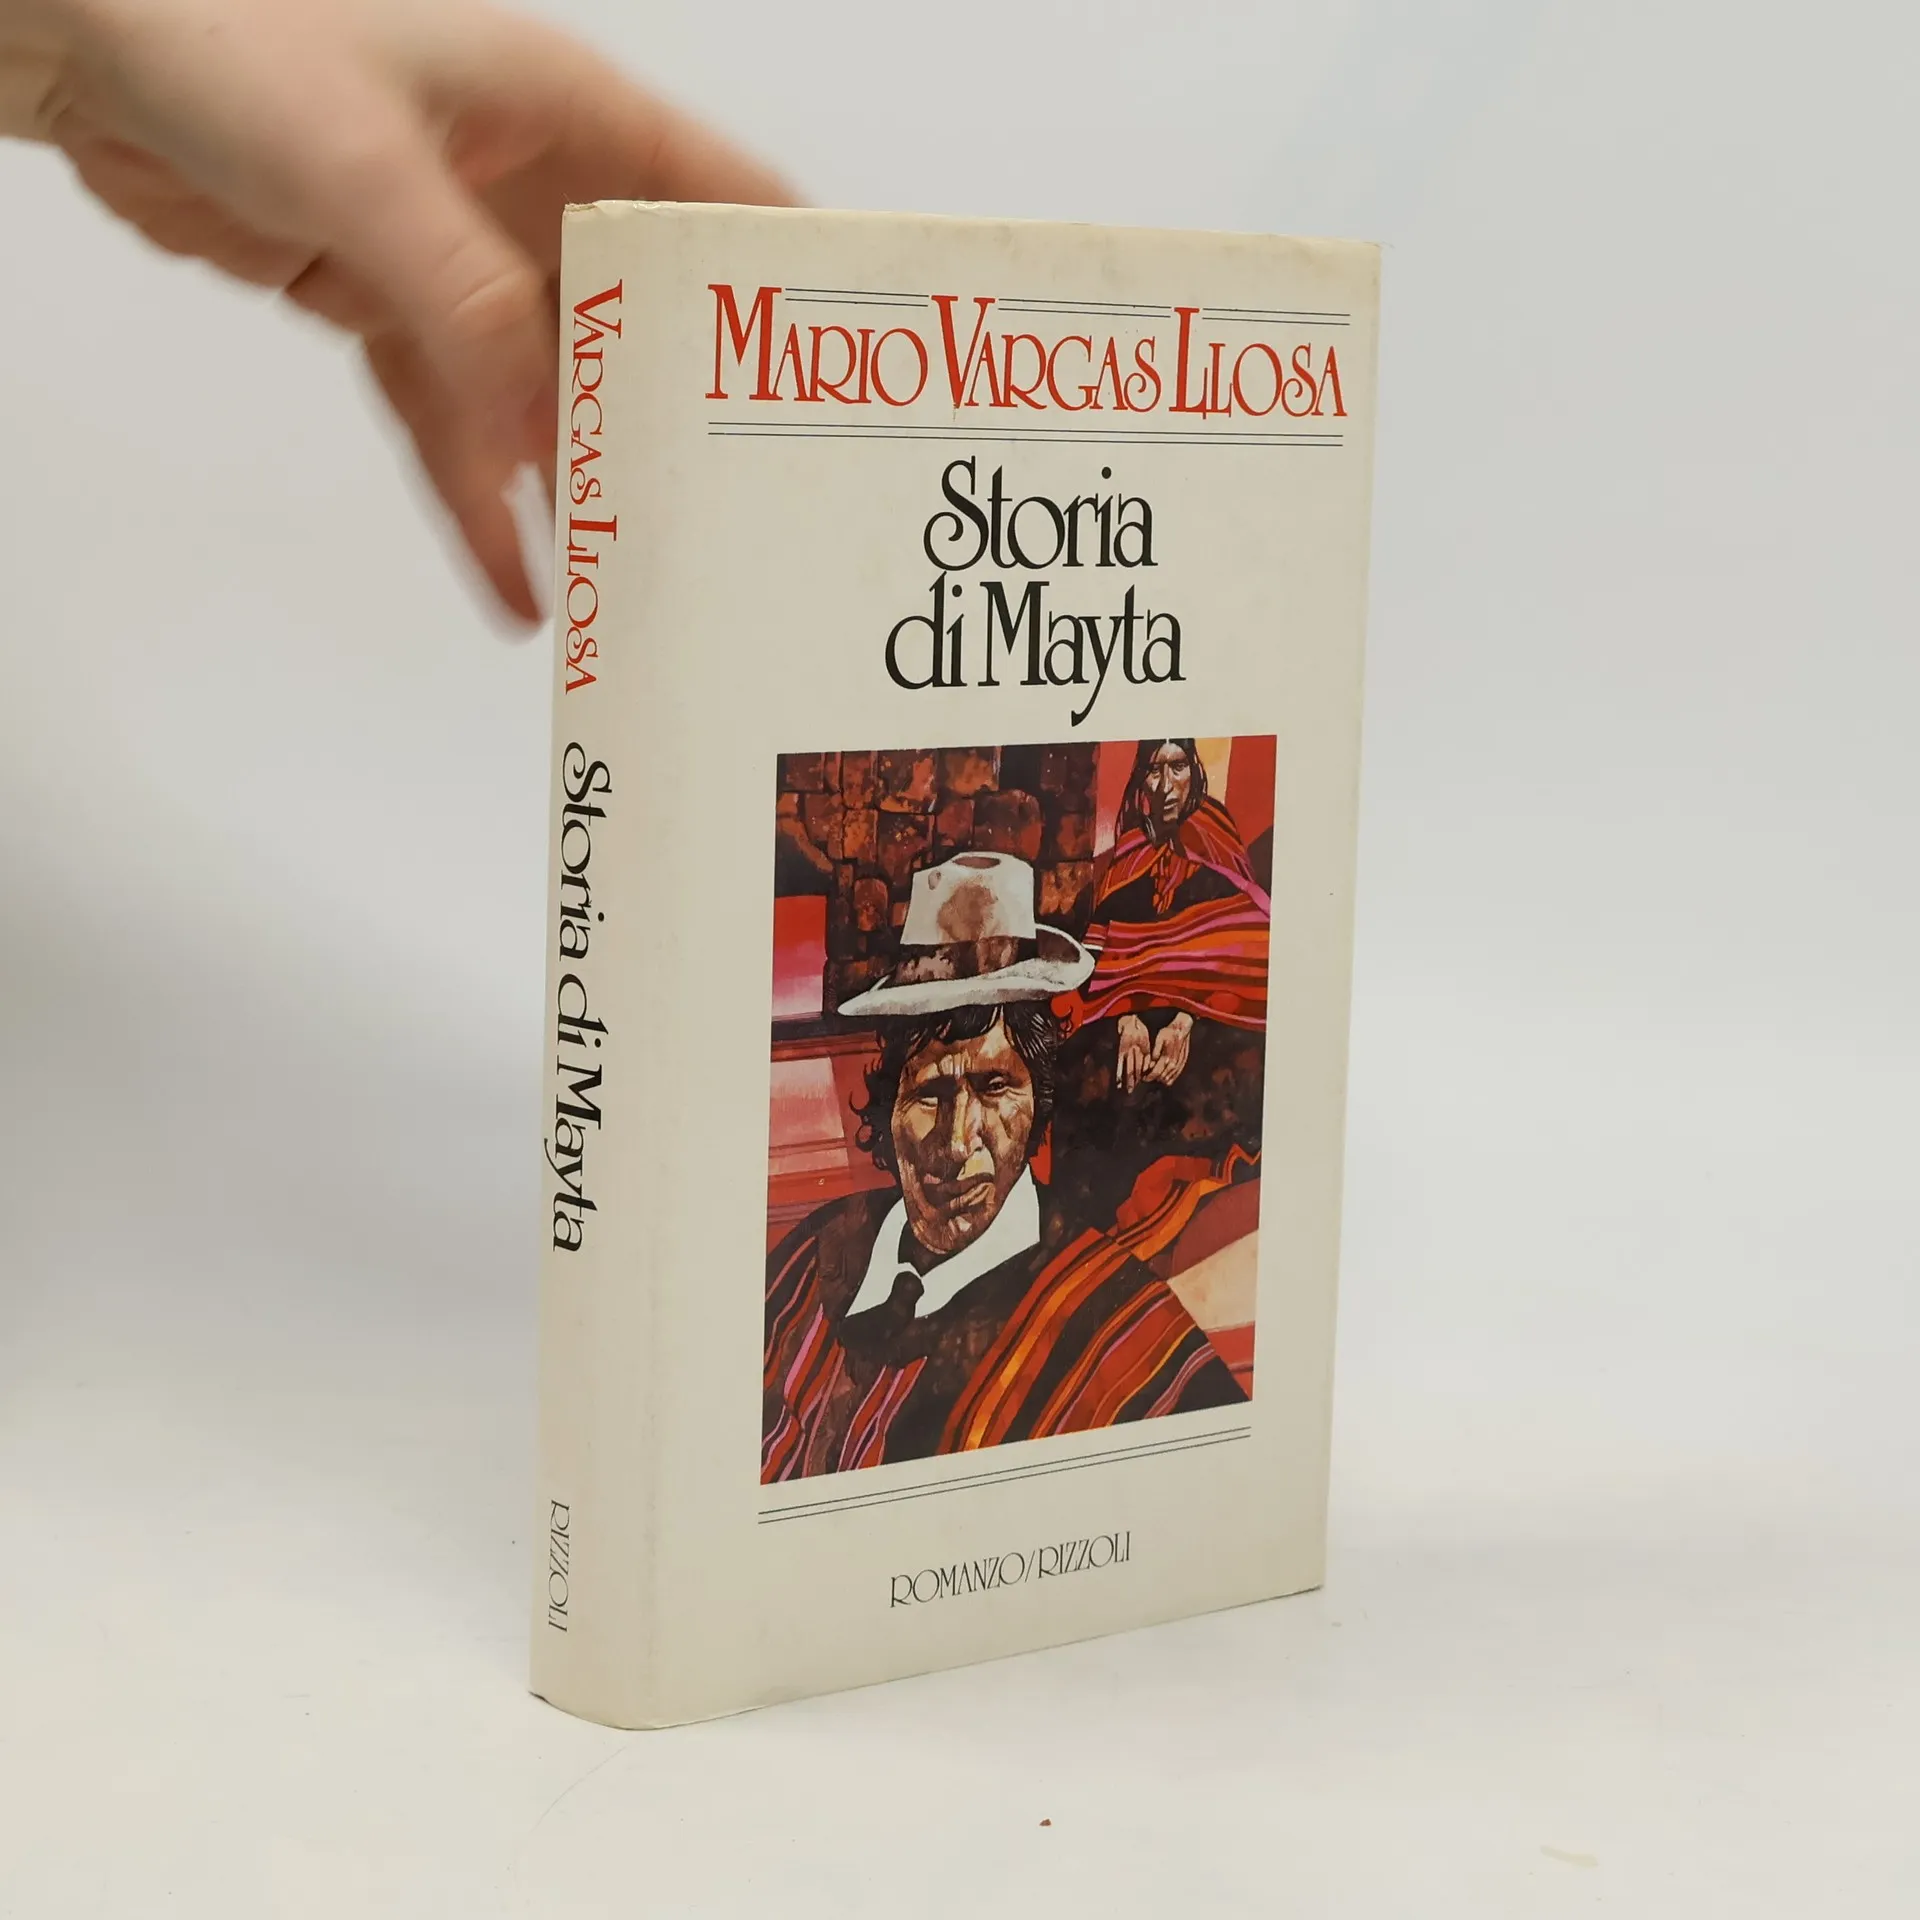 MARIO VARGAS LLOSA
Storia
di Mayta
ROMANZO/RIZZOLI
VARGAS LLOSA Storia di Mayta RIZZOLI